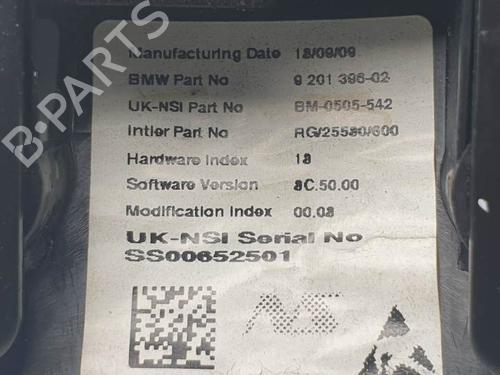 Manufacturing Date 18/09/09
BMW Part No 9 201 396-02
UK-NSI Part No BM-0505-542
Intier Part No RG/25580/600
Hardware Index 18
Software Version 8C.50.00
Modification Index 00.08
UK-NSI Serial No
SS00652501
B-PARTS